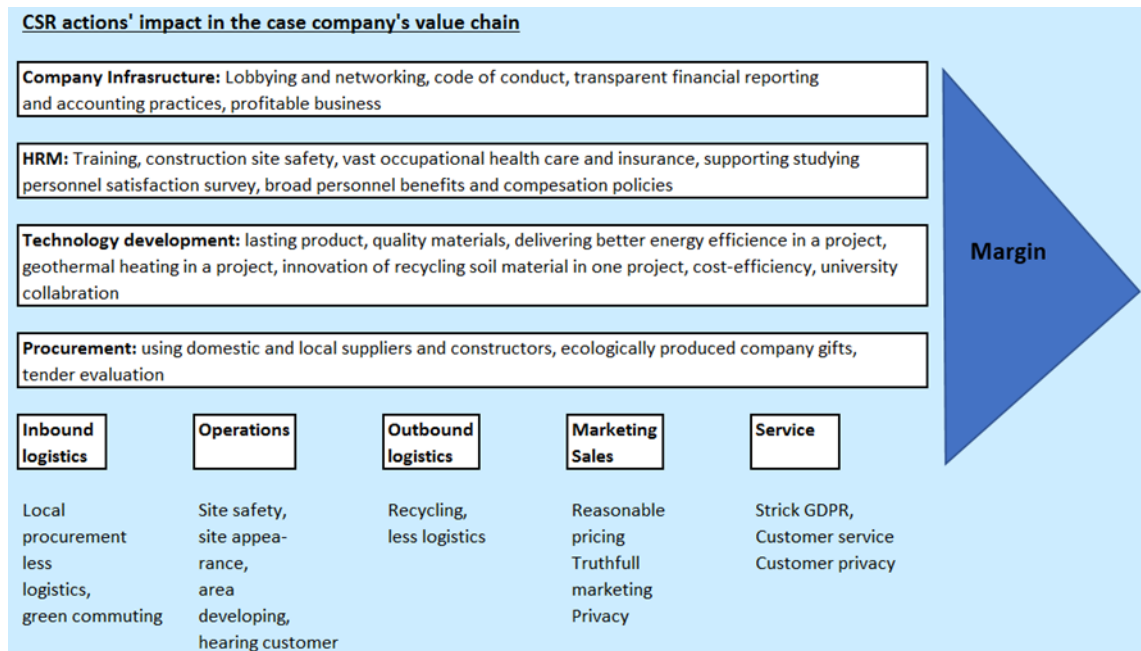 CSR actions' impact in the case company's value chain
Company Infrasructure: Lobbying and networking, code of conduct, transparent financial reporting
and accounting practices, profitable business
HRM: Training, construction site safety, vast occupational health care and insurance, supporting studying
personnel satisfaction survey, broad personnel benefits and compesation policies
Technology development: lasting product, quality materials, delivering better energy efficience in a project,
geothermal heating in a project, innovation of recycling soil material in one project, cost-efficiency, university
collabration
Procurement: using domestic and local suppliers and constructors, ecologically produced company gifts,
tender evaluation
Margin
Inbound
logistics
Local
procurement
less
logistics,
green commuting
Operations
Site safety,
site appea-
rance,
area
developing,
hearing customer
Outbound
logistics
Recycling,
less logistics
Marketing
Sales
Reasonable
pricing
Truthfull
marketing
Privacy
Service
Strick GDPR,
Customer service
Customer privacy